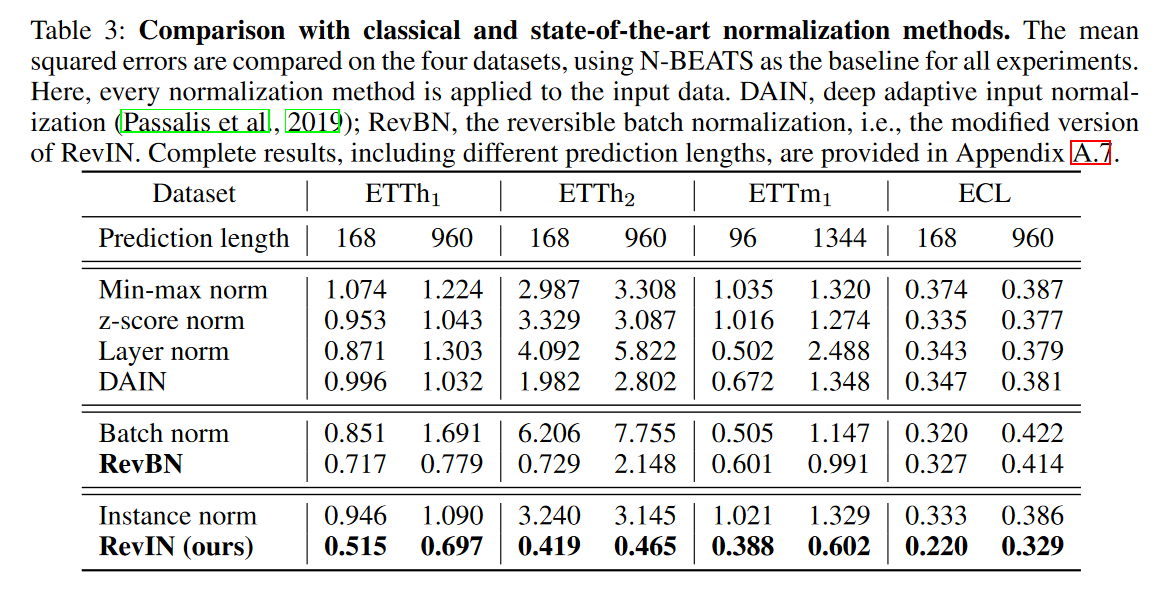 Table 3: Comparison with classical and state-of-the-art normalization methods. The mean
squared errors are compared on the four datasets, using N-BEATS as the baseline for all experiments.
Here, every normalization method is applied to the input data. DAIN, deep adaptive input normal-
ization (Passalis et al., 2019); RevBN, the reversible batch normalization, i.e., the modified version
of RevIN. Complete results, including different prediction lengths, are provided in Appendix A.7.
Dataset ETTh1 ETTh2 ETTm1 ECL
Prediction length 168 960 168 960 96 1344 168 960
Min-max norm 1.074 1.224 2.987 3.308 1.035 1.320 0.374 0.387
z-score norm 0.953 1.043 3.329 3.087 1.016 1.274 0.335 0.377
Layer norm 0.871 1.303 4.092 5.822 0.502 2.488 0.343 0.379
DAIN 0.996 1.032 1.982 2.802 0.672 1.348 0.347 0.381
Batch norm 0.851 1.691 6.206 7.755 0.505 1.147 0.320 0.422
RevBN 0.717 0.779 0.729 2.148 0.601 0.991 0.327 0.414
Instance norm 0.946 1.090 3.240 3.145 1.021 1.329 0.333 0.386
RevIN (ours) 0.515 0.697 0.419 0.465 0.388 0.602 0.220 0.329